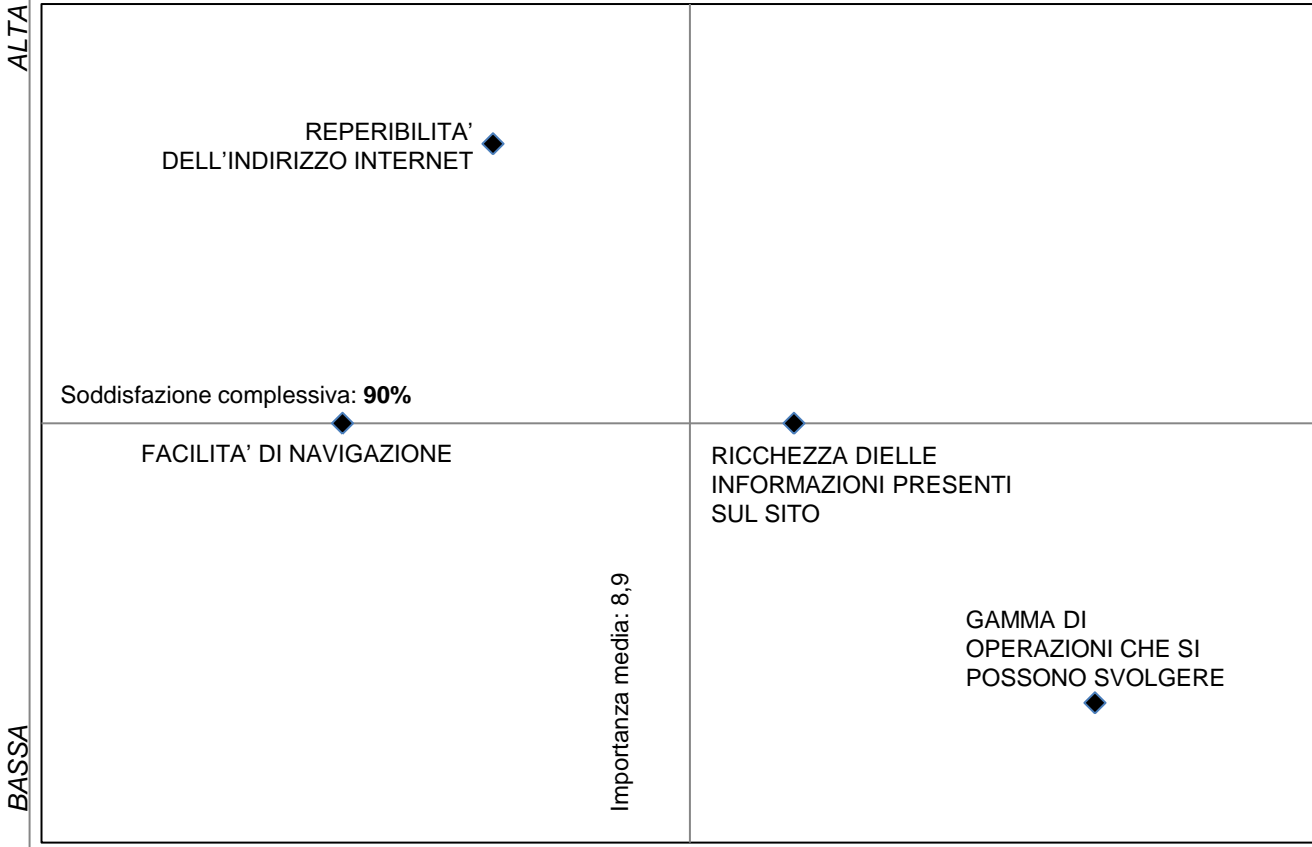 ALTA
REPERIBILITA’
DELL’INDIRIZZO INTERNET
Soddisfazione complessiva: 90%
FACILITA’ DI NAVIGAZIONE
RICCHEZZA DIELLE
INFORMAZIONI PRESENTI
SUL SITO
Importanza media: 8,9
GAMMA DI
OPERAZIONI CHE SI
POSSONO SVOLGERE
BASSA